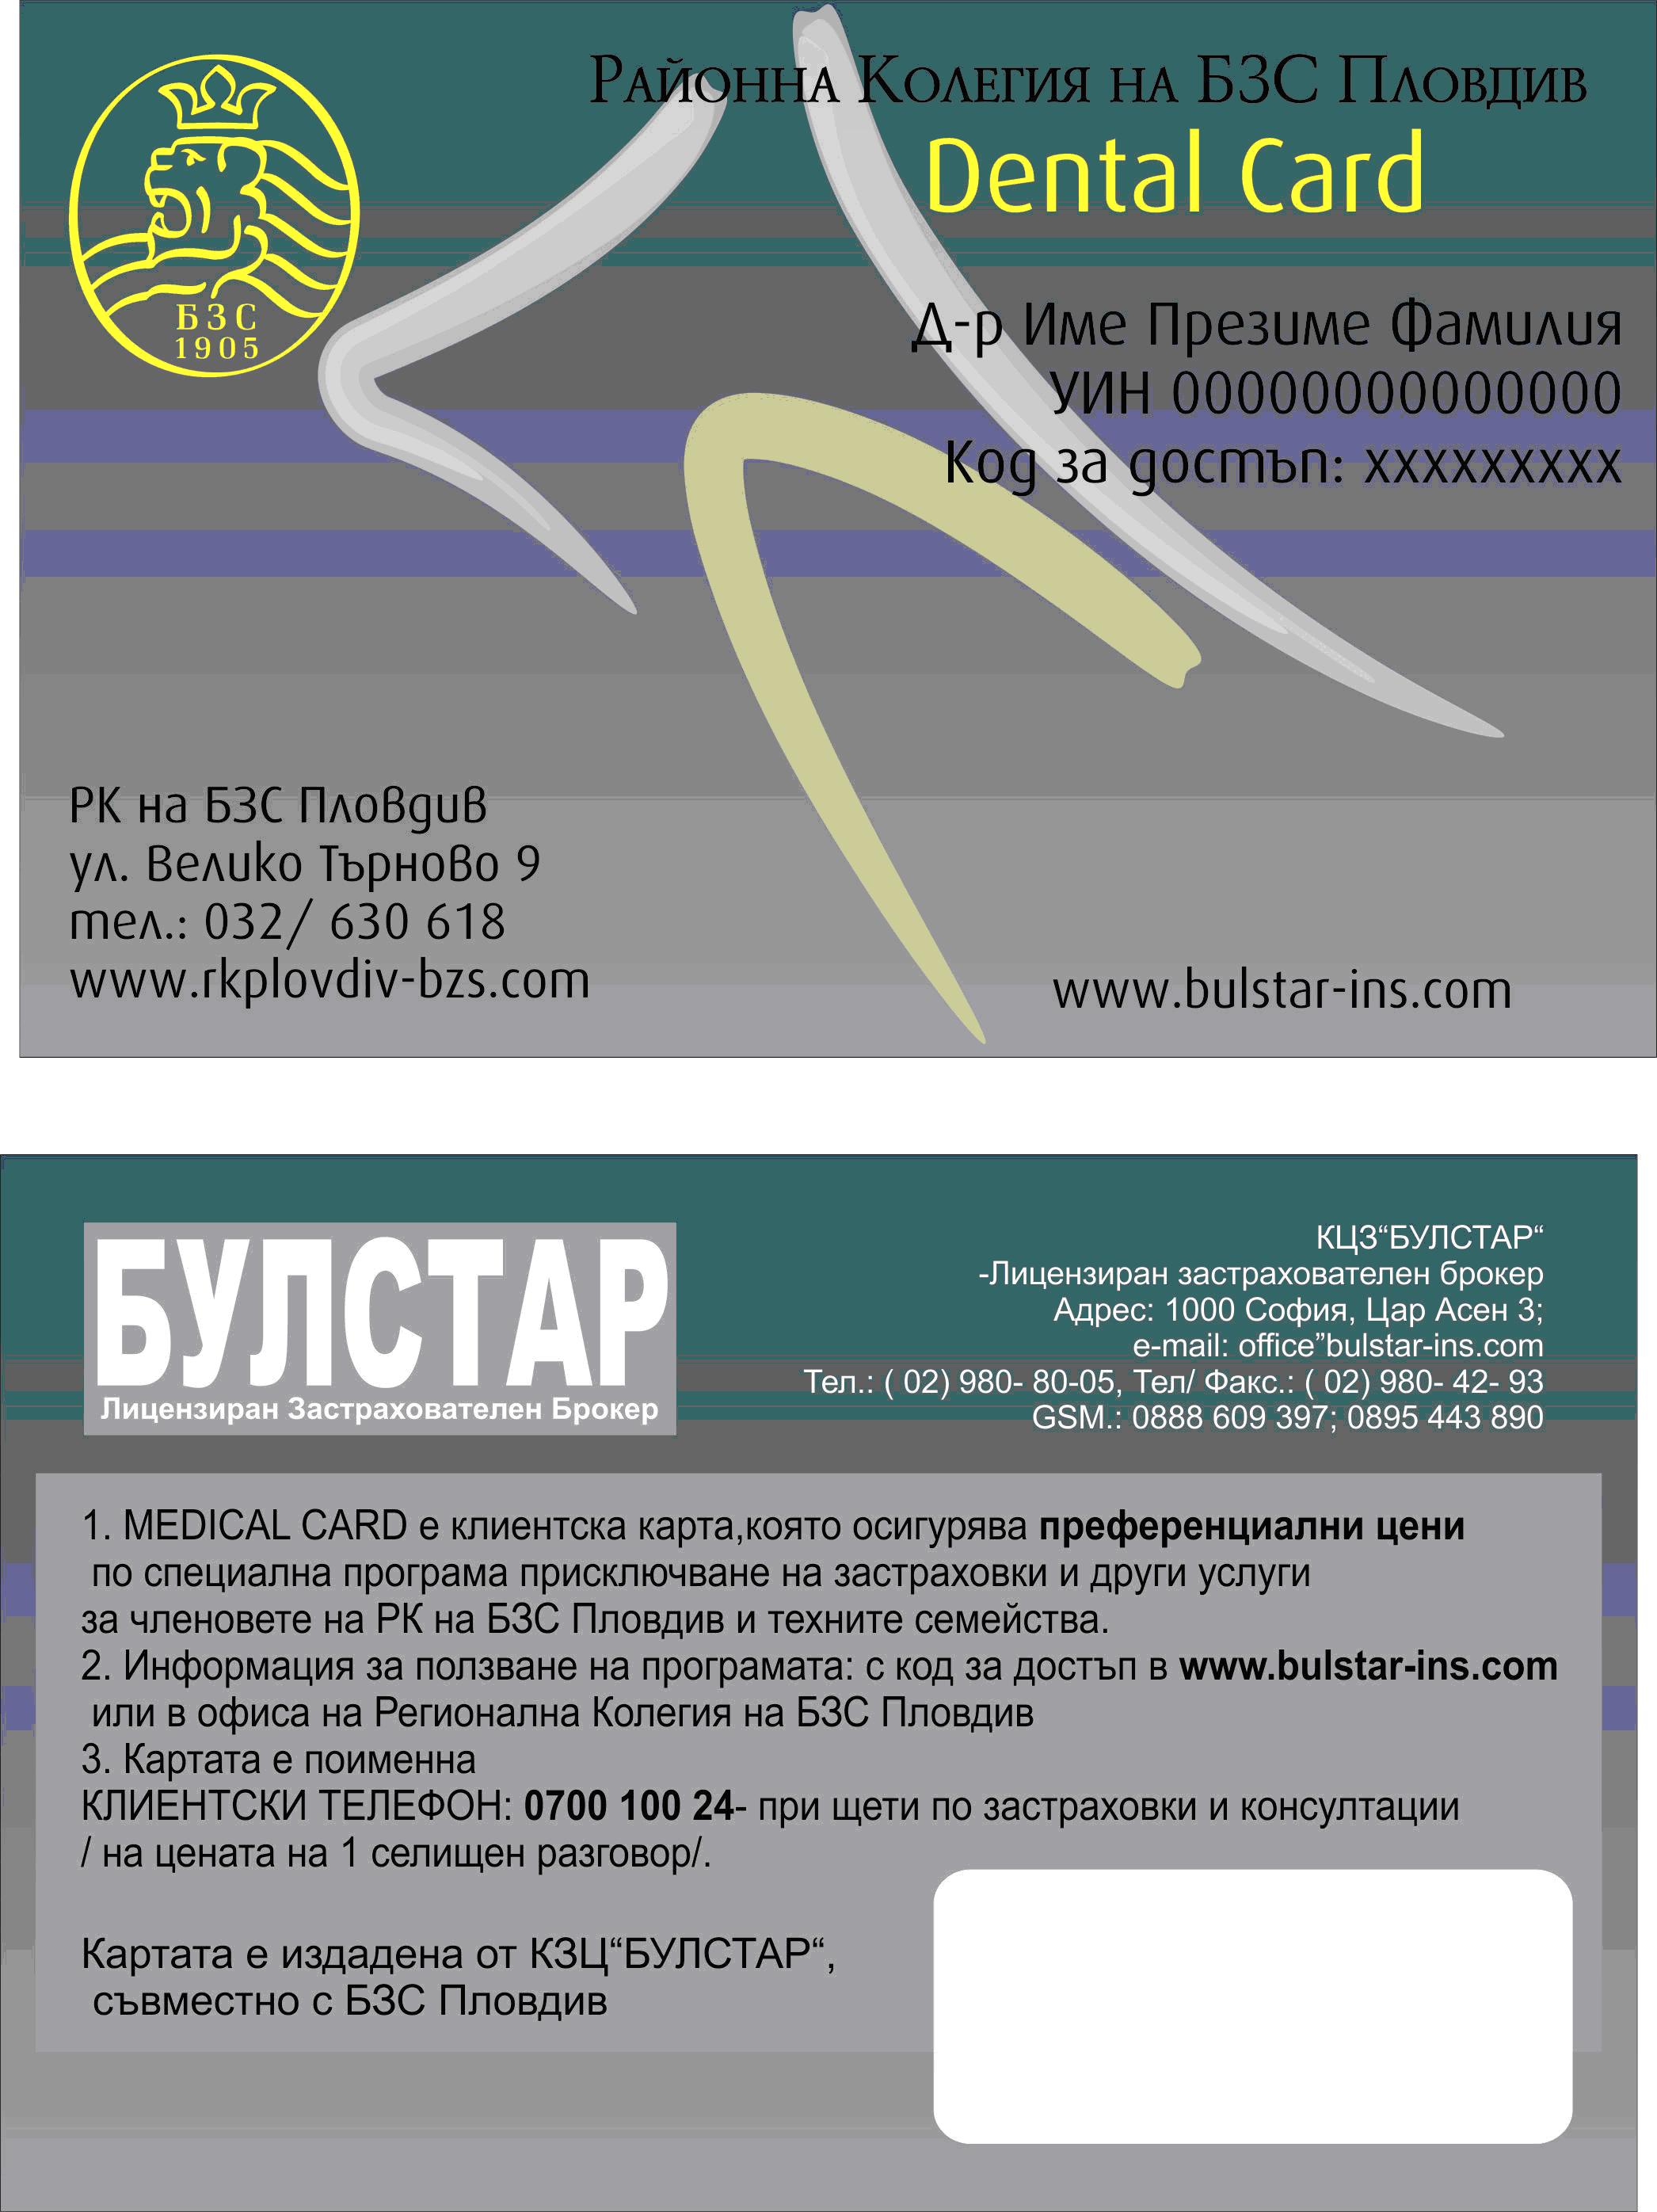 Районна Колегия на БЗС Пловдив
Dental Card
БЗС
1905
Д-р Име Презиме Фамилия
УИН 00000000000000
Код за достъп: xxxxxxxxx
РК на БЗС Пловдив
ул. Велико Търново 9
тел.: 032/ 630 618
www.rkplovdiv-bzs.com
www.bulstar-ins.com
БУЛСТАР
Лицензиран Застрахователен Брокер
КЦЗ“БУЛСТАР“
-Лицензиран застрахователен брокер
Адрес: 1000 София, Цар Асен 3;
e-mail: office”bulstar-ins.com
Тел.: ( 02) 980- 80-05, Тел/ Факс.: ( 02) 980- 42- 93
GSM.: 0888 609 397; 0895 443 890
1. MEDICAL CARD е клиентска карта,която осигурява преференциални цени
по специална програма присключване на застраховки и други услуги
за членовете на РК на БЗС Пловдив и техните семейства.
2. Информация за ползване на програмата: с код за достъп в www.bulstar-ins.com
или в офиса на Регионална Колегия на БЗС Пловдив
3. Картата е поименна
КЛИЕНТСКИ ТЕЛЕФОН: 0700 100 24- при щети по застраховки и консултации
/ на цената на 1 селищен разговор/.
Картата е издадена от КЗЦ“БУЛСТАР“,
съвместно с БЗС Пловдив